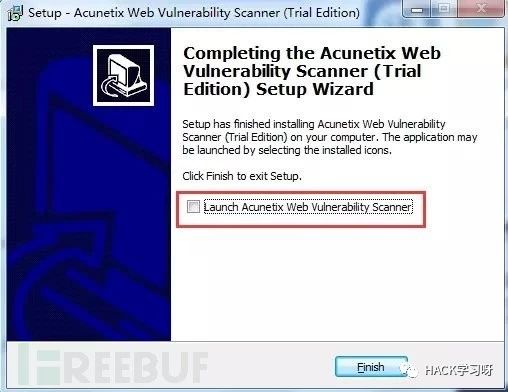 Setup - Acunetix Web Vulnerability Scanner (Trial Edition)
Completing the Acunetix Web
Vulnerability Scanner (Trial
Edition) Setup Wizard
Setup has finished installing Acunetix Web Vulnerability
Scanner (Trial Edition) on your computer. The application may
be launched by selecting the installed icons.
Click Finish to exit Setup.
Launch Acunetix Web Vulnerability Scanner
FREEBUF
Finish
HACK学习呀